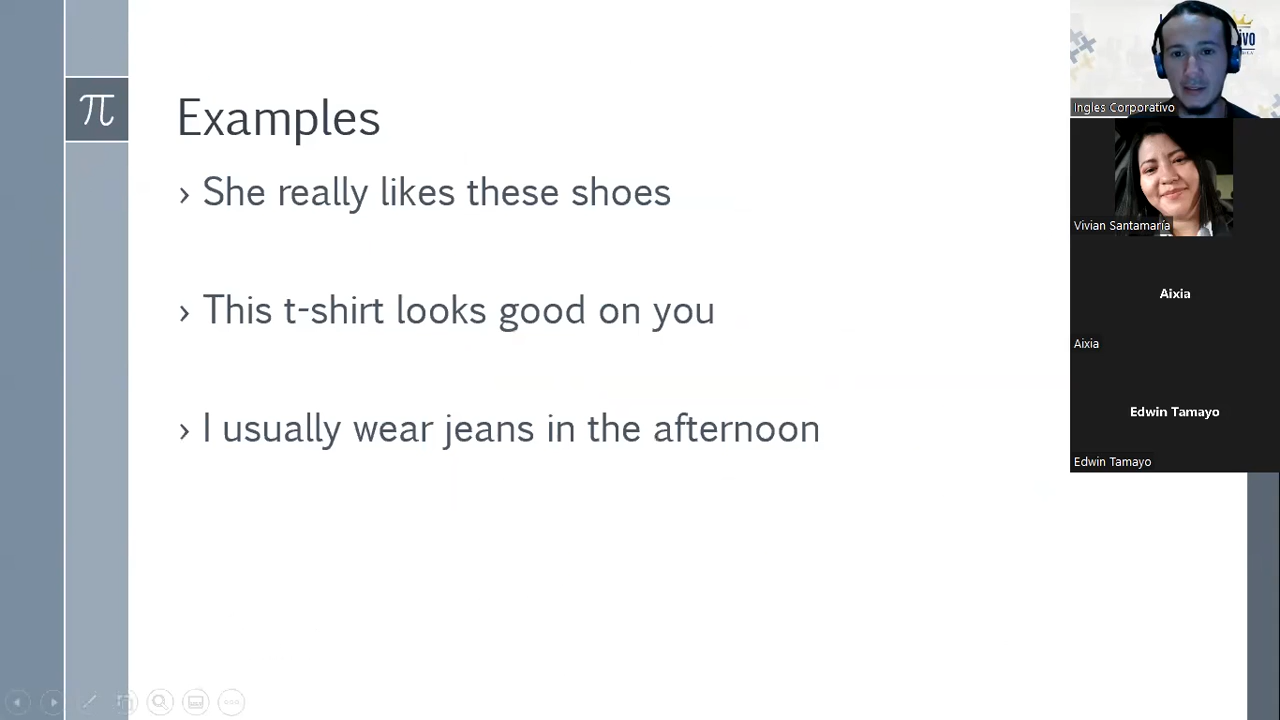 π
Examples
› She really likes these shoes
› This t-shirt looks good on you
› I usually wear jeans in the afternoon
Ingles Corporativo
Vivian Santamaría
Aixia
Aixia
Edwin Tamayo
Edwin Tamayo